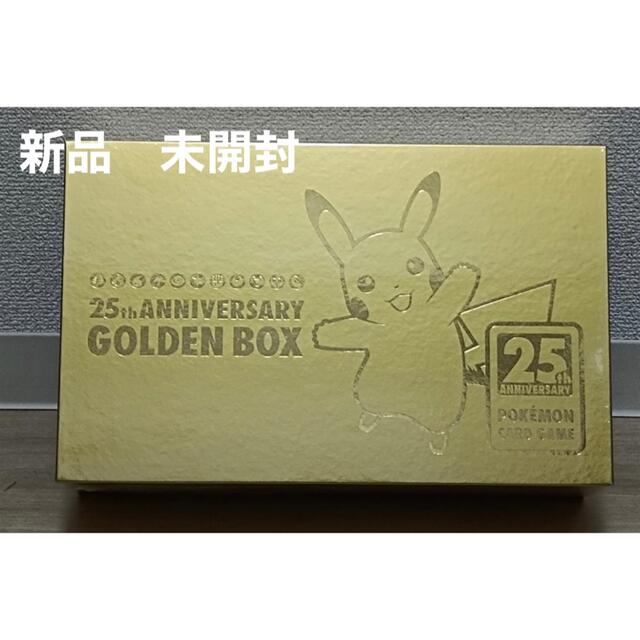 新品 未開封
25th ANNIVERSARY
GOLDEN BOX
25th
ANNIVERSARY
POKÉMON
CARD GAME